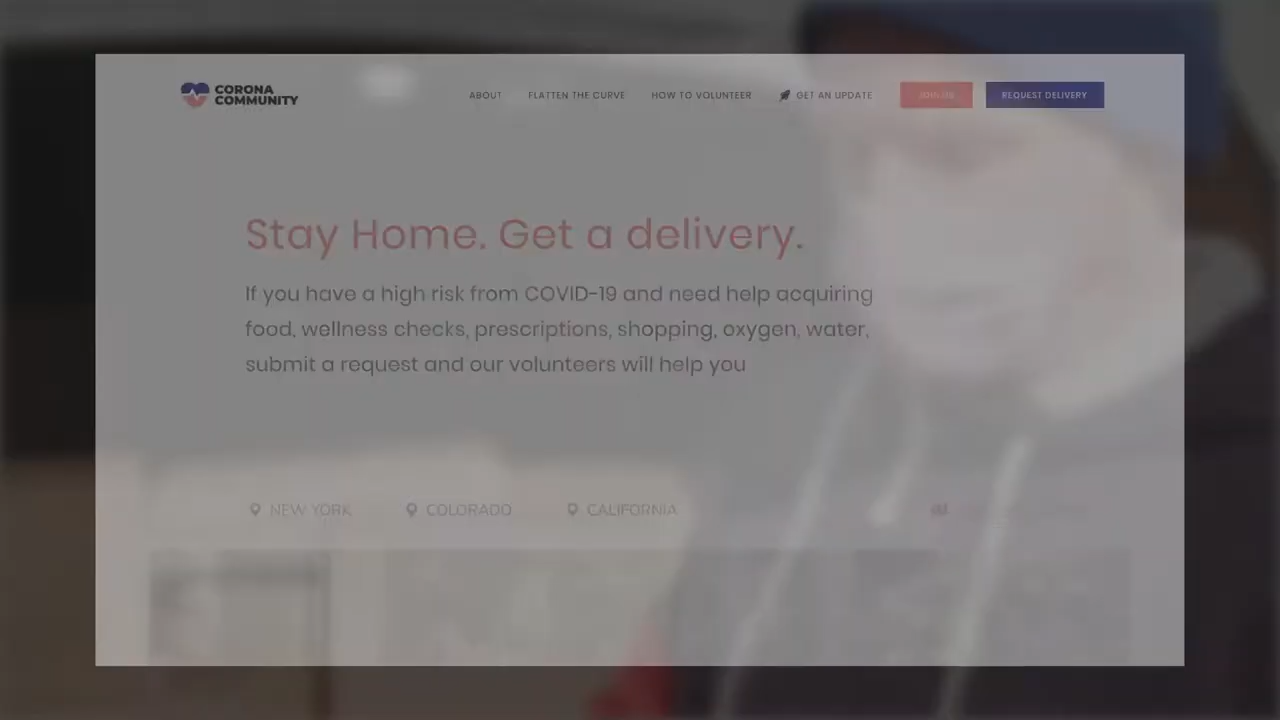 CORONA
COMMUNITY
ABOUT
FLATTEN THE CURVE
HOW TO VOLUNTEER
GET AN UPDATE
JOIN US
REQUEST DELIVERY
Stay Home. Get a delivery.
If you have a high risk from COVID-19 and need help acquiring
food, wellness checks, prescriptions, shopping, oxygen, water,
submit a request and our volunteers will help you
NEW YORK
COLORADO
CALIFORNIA